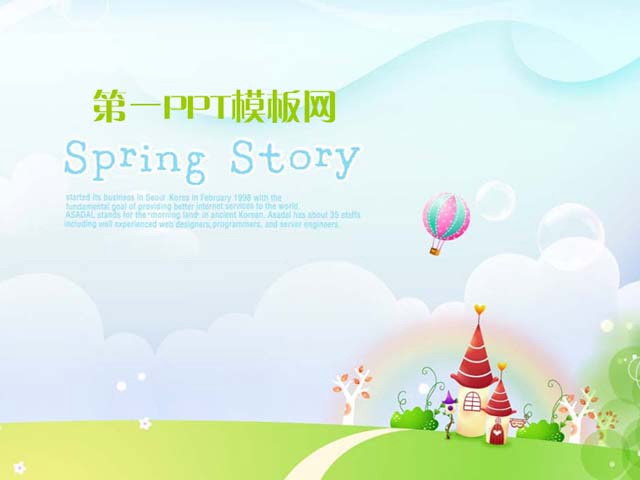 第一PPT模板网
Spring Story
started its business in Seoul Korea in February 1998 with the
fundamental goal of providing better internet services to the world.
ASADAL stands for the "morning land" in ancient Korean. Asadal has about 35 staffs
including well experienced web designers, programmers, and server engineers.